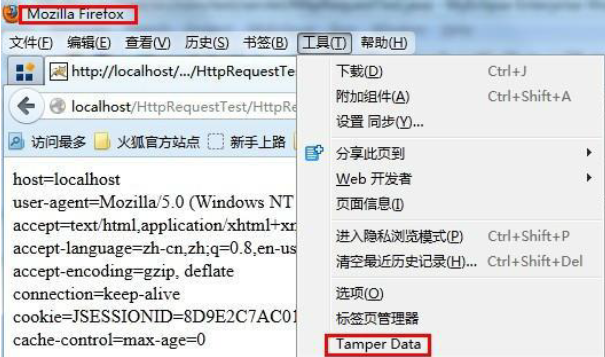 Mozilla Firefox
文件(F) 编辑(E) 查看(V) 历史(S) 书签(B) 工具(T) 帮助(H)
http://localhost/.../HttpRequestTe
localhost/HttpRequestTest/HttpRe
访问最多 火狐官方站点 新手上路
host=localhost
user-agent=Mozilla/5.0 (Windows NT
accept=text/html,application/xhtml+xm
accept-language=zh-cn,zh;q=0.8,en-us
accept-encoding=gzip, deflate
connection=keep-alive
cookie=JSESSIONID=8D9E2C7AC01
cache-control=max-age=0
下载(D) Ctrl+J
附加组件(A) Ctrl+Shift+A
设置 同步(Y)...
分享此页到
Web 开发者
页面信息(I)
进入隐私浏览模式(P) Ctrl+Shift+P
清空最近历史记录(H)... Ctrl+Shift+Del
选项(O)
标签页管理器
Tamper Data